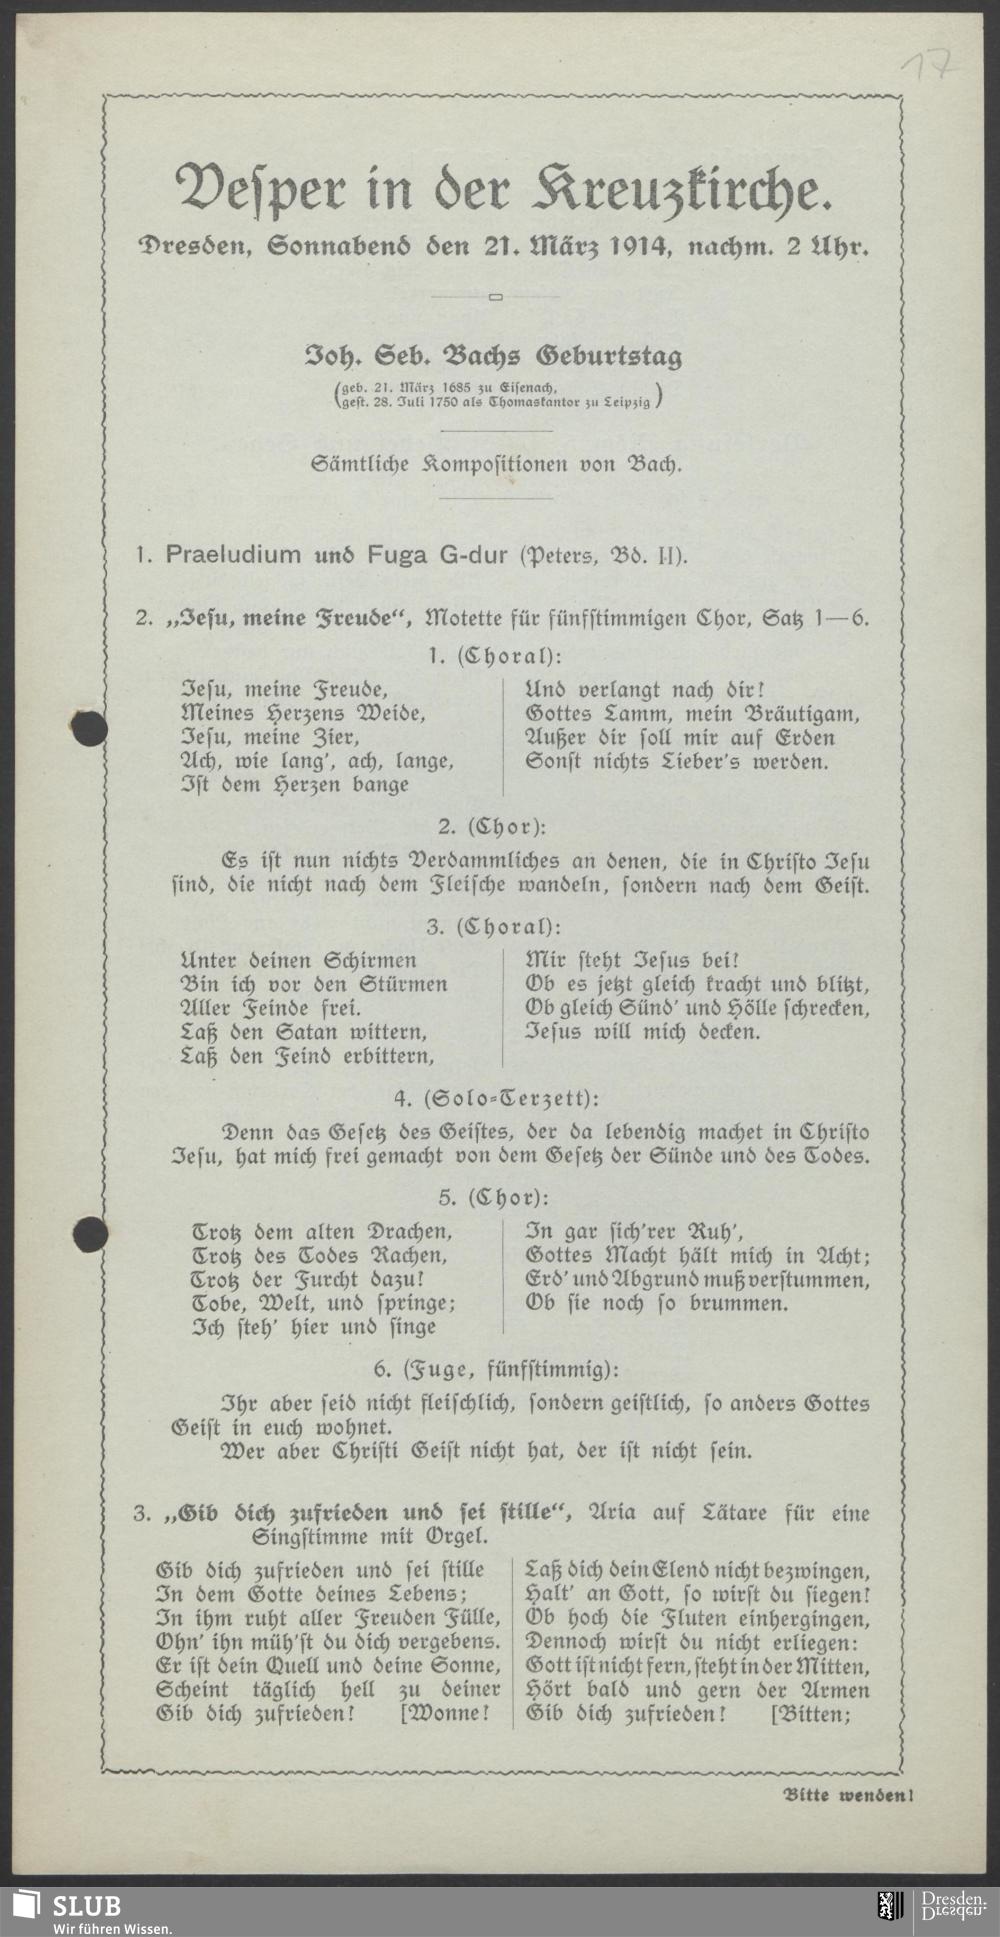 17
Vesper in der Kreuzkirche.
Dresden, Sonnabend den 21. März 1914, nachm. 2 Uhr.
Joh. Seb. Bachs Geburtstag
(geb. 21. März 1685 zu Eisenach,
gest. 28. Juli 1750 als Thomaskantor zu Leipzig)
Sämtliche Kompositionen von Bach.
1. Praeludium und Fuga G-dur (Peters, Bd. II).
2. „Jesu, meine Freude“, Motette für fünfstimmigen Chor, Satz 1—6.
1. (Choral):
Jesu, meine Freude,
Meines Herzens Weide,
Jesu, meine Zier,
Ach, wie lang', ach, lange,
Ist dem Herzen bange
Und verlangt nach dir!
Gottes Lamm, mein Bräutigam,
Außer dir soll mir auf Erden
Sonst nichts Lieber's werden.
2. (Chor):
Es ist nun nichts Verdammliches an denen, die in Christo Jesu
sind, die nicht nach dem Fleische wandeln, sondern nach dem Geist.
3. (Choral):
Unter deinen Schirmen
Bin ich vor den Stürmen
Aller Feinde frei.
Laß den Satan wittern,
Laß den Feind erbittern,
Mir steht Jesus bei!
Ob es jetzt gleich kracht und blitzt,
Ob gleich Sünd' und Hölle schrecken,
Jesus will mich decken.
4. (Solo-Terzett):
Denn das Gesetz des Geistes, der da lebendig machet in Christo
Jesu, hat mich frei gemacht von dem Gesetz der Sünde und des Todes.
5. (Chor):
Trotz dem alten Drachen,
Trotz des Todes Rachen,
Trotz der Furcht dazu!
Tobe, Welt, und springe;
Ich steh' hier und singe
In gar sich'rer Ruh',
Gottes Macht hält mich in Acht;
Erd' und Abgrund muß verstummen,
Ob sie noch so brummen.
6. (Fuge, fünfstimmig):
Ihr aber seid nicht fleischlich, sondern geistlich, so anders Gottes
Geist in euch wohnet.
Wer aber Christi Geist nicht hat, der ist nicht sein.
3. „Gib dich zufrieden und sei stille“, Aria auf Lätare für eine
Singstimme mit Orgel.
Gib dich zufrieden und sei stille
In dem Gotte deines Lebens;
In ihm ruht aller Freuden Fülle,
Ohn' ihn müh'st du dich vergebens.
Er ist dein Quell und deine Sonne,
Scheint täglich hell zu deiner
Gib dich zufrieden! [Wonne!
Laß dich dein Elend nicht bezwingen,
Halt' an Gott, so wirst du siegen!
Ob hoch die Fluten einhergingen,
Dennoch wirst du nicht erliegen:
Gott ist nicht fern, steht in der Mitten,
Hört bald und gern der Armen
Gib dich zufrieden! [Bitten;
Bitte wenden!
SLUB
Wir führen Wissen.
Dresden.
Dresden.